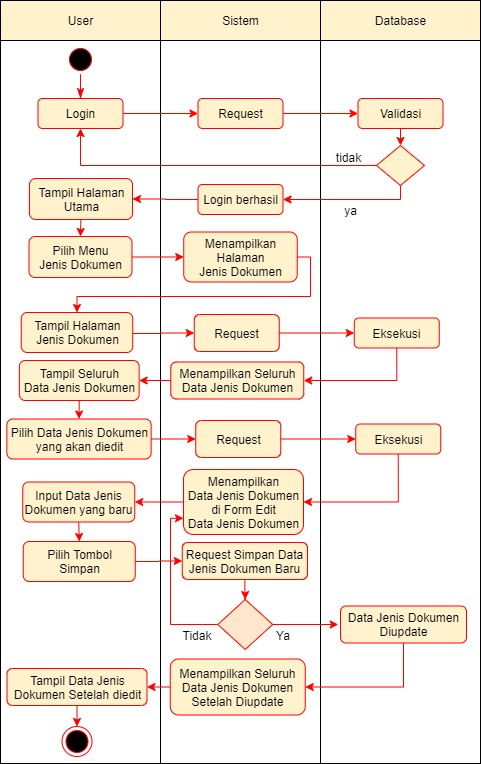 User
Sistem
Database
Login
Request
Validasi
tidak
Tampil Halaman
Utama
Login berhasil
ya
Pilih Menu
Jenis Dokumen
Menampilkan
Halaman
Jenis Dokumen
Tampil Halaman
Jenis Dokumen
Request
Eksekusi
Tampil Seluruh
Data Jenis Dokumen
Menampilkan Seluruh
Data Jenis Dokumen
Pilih Data Jenis Dokumen
yang akan diedit
Request
Eksekusi
Input Data Jenis
Dokumen yang baru
Menampilkan
Data Jenis Dokumen
di Form Edit
Data Jenis Dokumen
Pilih Tombol
Simpan
Request Simpan Data
Jenis Dokumen Baru
Tidak
Ya
Data Jenis Dokumen
Diupdate
Tampil Data Jenis
Dokumen Setelah diedit
Menampilkan Seluruh
Data Jenis Dokumen
Setelah Diupdate